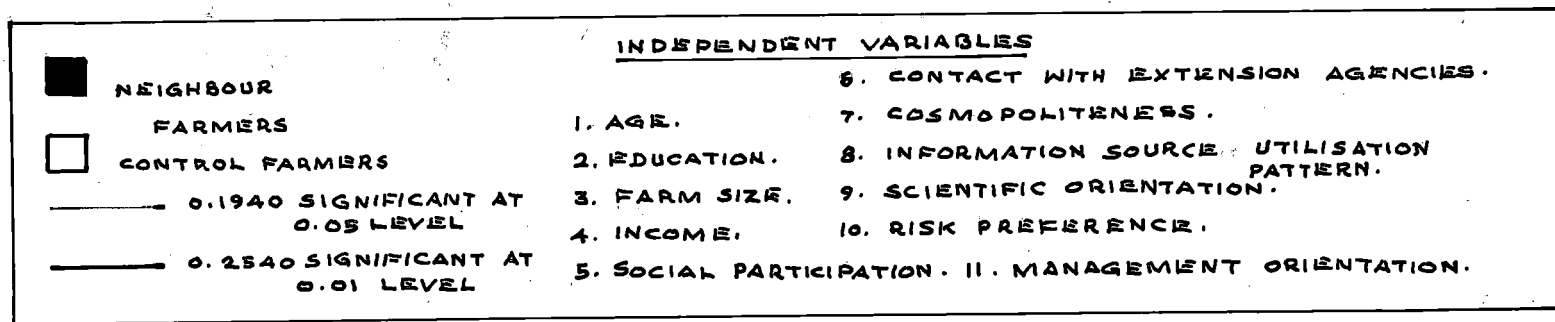 INDEPENDENT VARIABLES
NEIGHBOUR
FARMERS
CONTROL FARMERS
0.1940 SIGNIFICANT AT
0.05 LEVEL
0.2540 SIGNIFICANT AT
0.01 LEVEL
1. AGE.
2. EDUCATION.
3. FARM SIZE.
4. INCOME.
5. SOCIAL PARTICIPATION.
6. CONTACT WITH EXTENSION AGENCIES.
7. COSMOPOLITENESS.
8. INFORMATION SOURCE UTILISATION
PATTERN.
9. SCIENTIFIC ORIENTATION.
10. RISK PREFERENCE.
11. MANAGEMENT ORIENTATION.